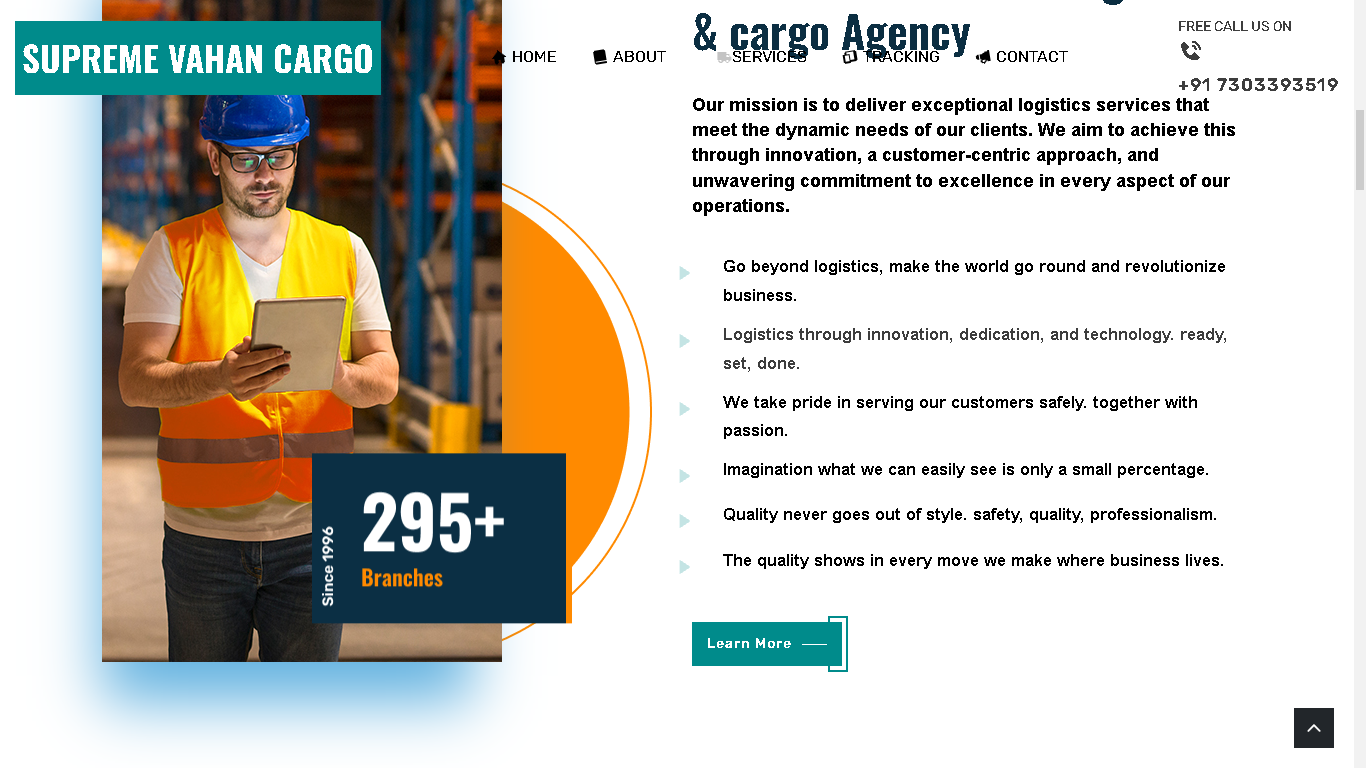 SUPREME VAHAN CARGO
HOME
ABOUT
SERVICES
TRACKING
CONTACT
FREE CALL US ON
+91 7303393519
& cargo Agency
Our mission is to deliver exceptional logistics services that
meet the dynamic needs of our clients. We aim to achieve this
through innovation, a customer-centric approach, and
unwavering commitment to excellence in every aspect of our
operations.
Go beyond logistics, make the world go round and revolutionize
business.
Logistics through innovation, dedication, and technology. ready,
set, done.
We take pride in serving our customers safely. together with
passion.
Imagination what we can easily see is only a small percentage.
Quality never goes out of style. safety, quality, professionalism.
The quality shows in every move we make where business lives.
Since 1996
295+
Branches
Learn More